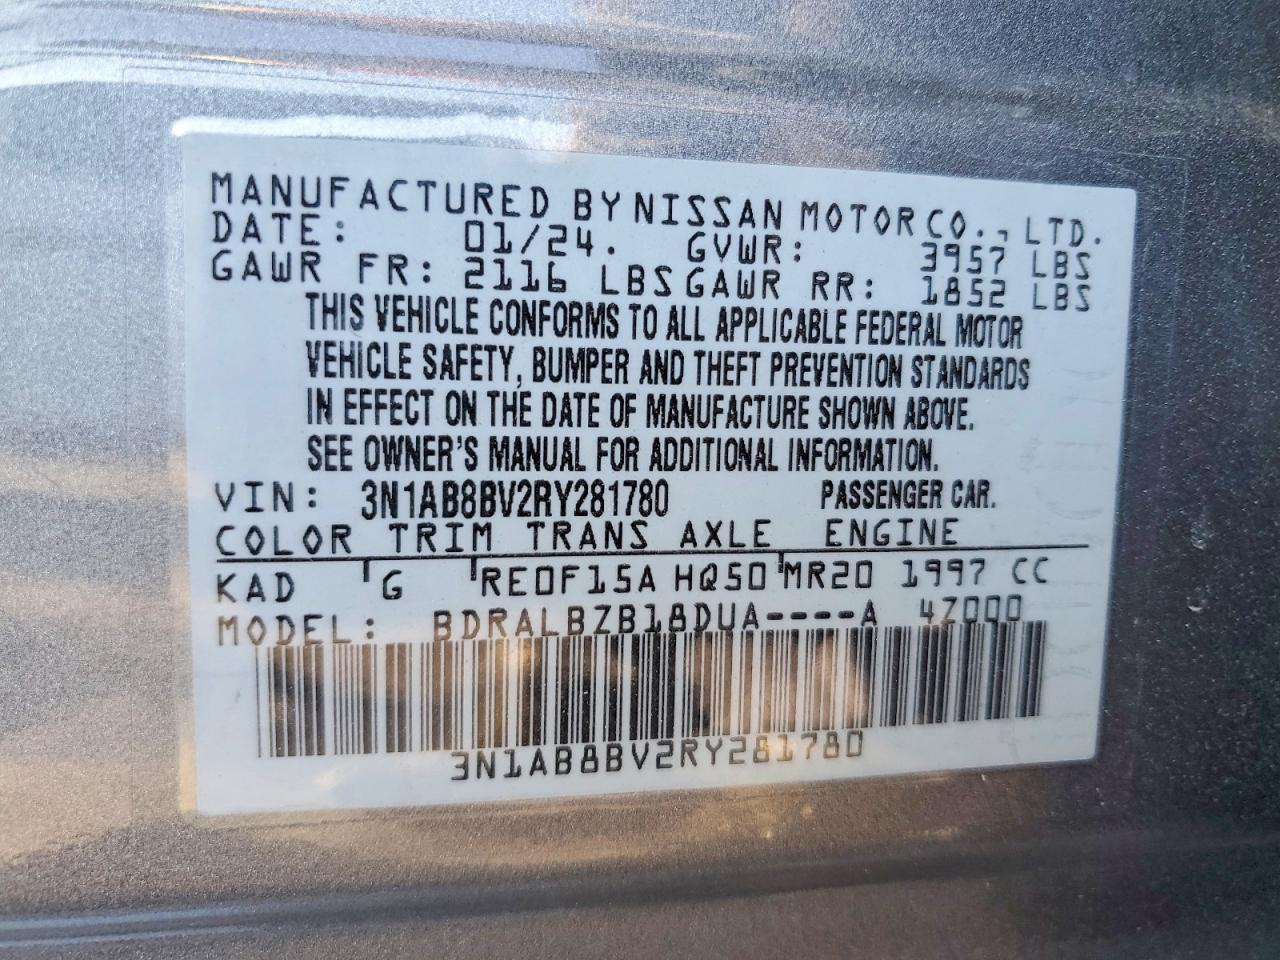 MANUFACTURED BY NISSAN MOTOR CO., LTD.
DATE: 01/24. GVWR: 3957 LBS
GAWR FR: 2116 LBS GAWR RR: 1852 LBS
THIS VEHICLE CONFORMS TO ALL APPLICABLE FEDERAL MOTOR
VEHICLE SAFETY, BUMPER AND THEFT PREVENTION STANDARDS
IN EFFECT ON THE DATE OF MANUFACTURE SHOWN ABOVE.
SEE OWNER'S MANUAL FOR ADDITIONAL INFORMATION.
VIN: 3N1AB8BV2RY281780 PASSENGER CAR.
COLOR TRIM TRANS AXLE ENGINE
KAD G RE0F15A HQ50 MR20 1997 CC
MODEL: BDRALBZB18DUA----A 4Z000
3N1AB8BV2RY281780